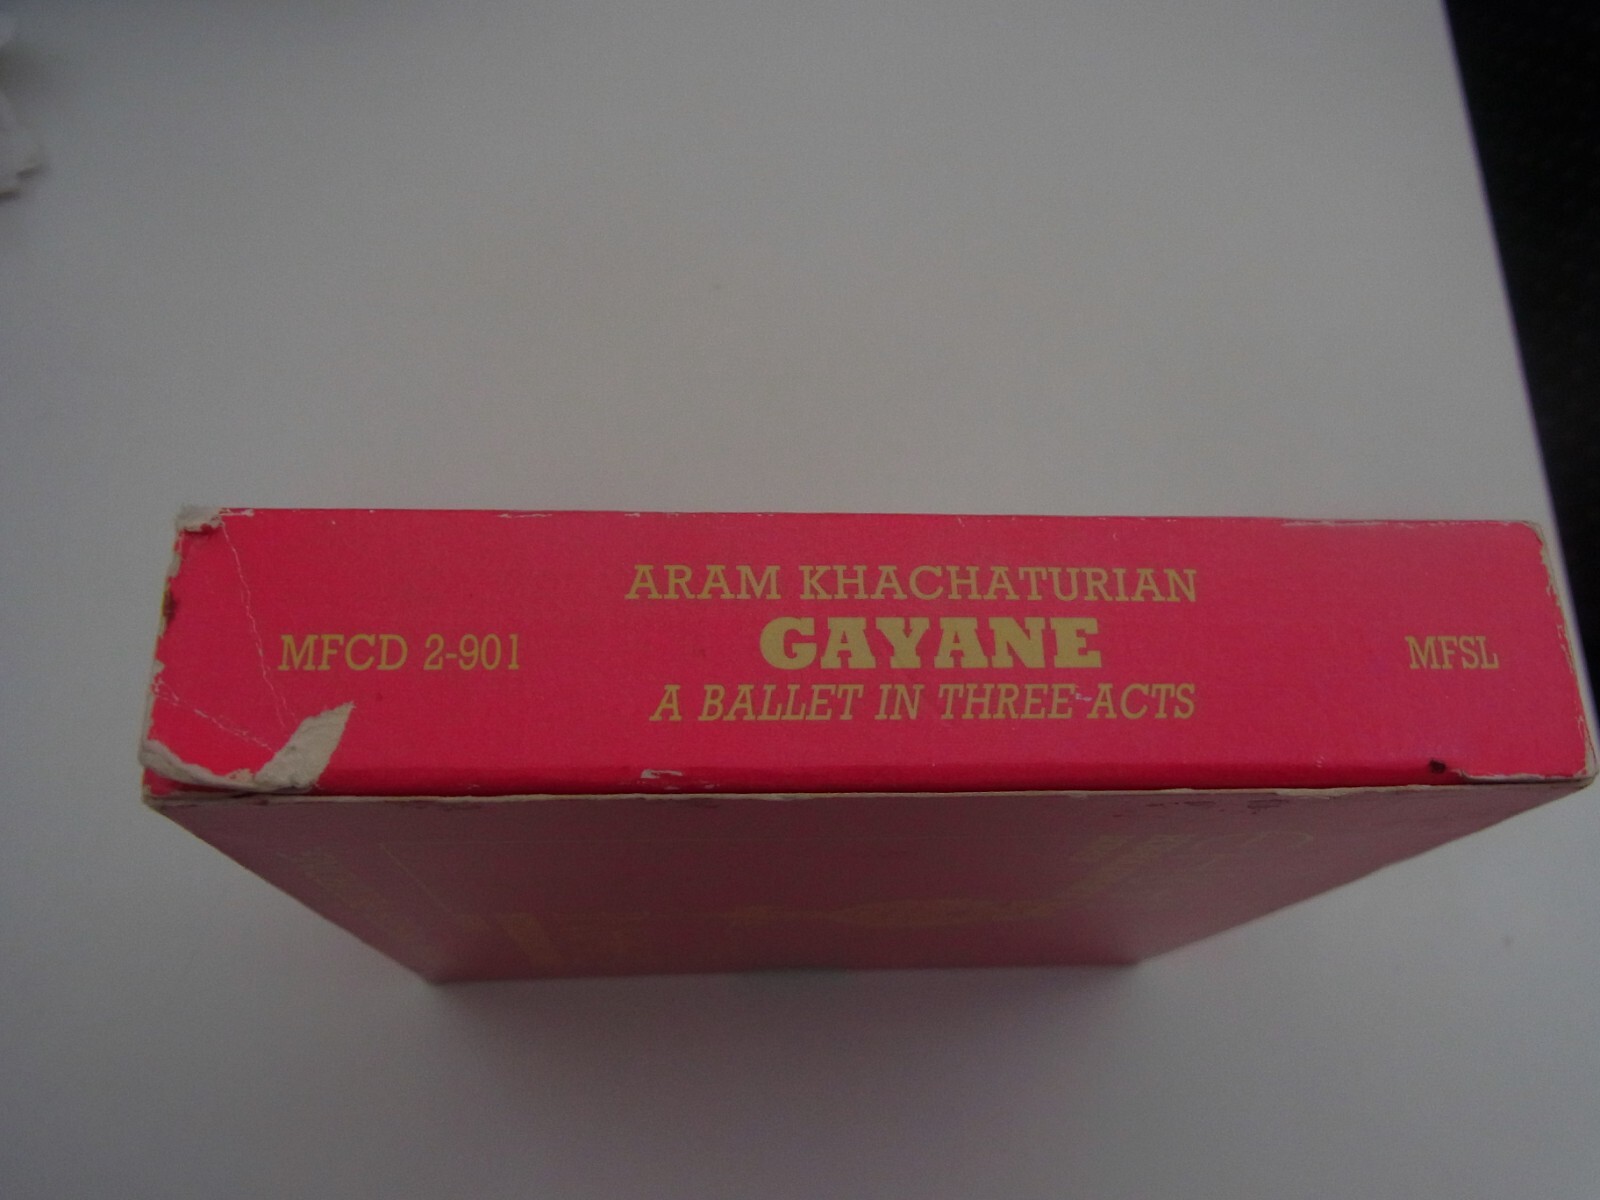 ARAM KHACHATURIAN
MFCD 2-901
GAYANE
MFSL
A BALLET IN THREE ACTS